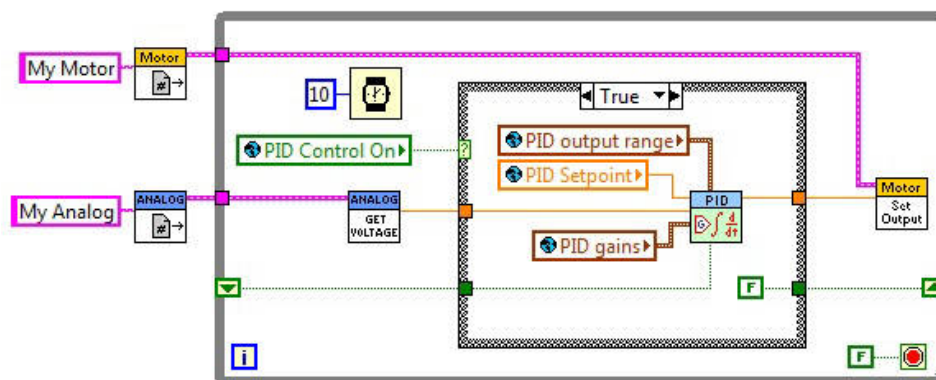 Motor
My Motor
#
10
True
PID Control On
?
PID output range
PID Setpoint
ANALOG
My Analog
#
ANALOG
GET
VOLTAGE
PID
G ∫ d/dt
PID gains
Motor
Set
Output
F
i
F